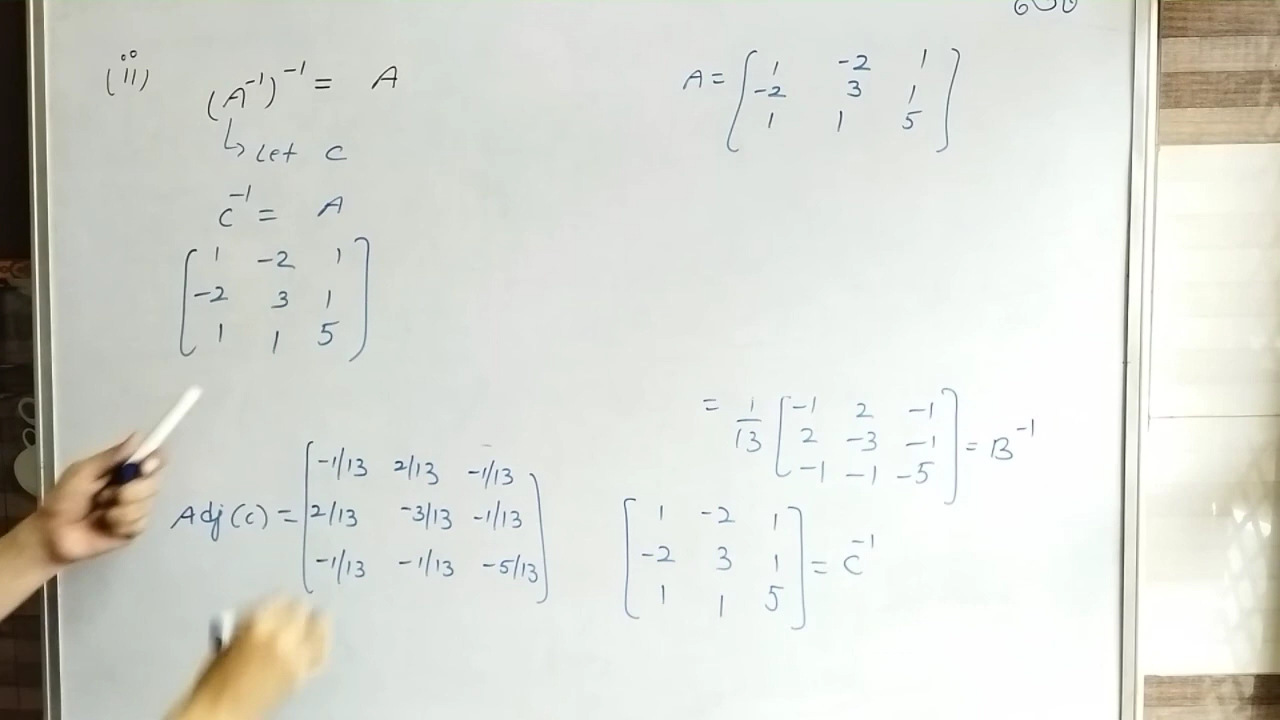 (ii) (A⁻¹)⁻¹ = A
↳ Let C
C⁻¹ = A
[ 1 -2 1
-2 3 1
1 1 5 ]
Adj(C) = [ -1/13 2/13 -1/13
2/13 -3/13 -1/13
-1/13 -1/13 -5/13 ]
A = [ 1 -2 1
-2 3 1
1 1 5 ]
= 1/13 [ -1 2 -1
2 -3 -1
-1 -1 -5 ] = B⁻¹
[ 1 -2 1
-2 3 1
1 1 5 ] = C⁻¹